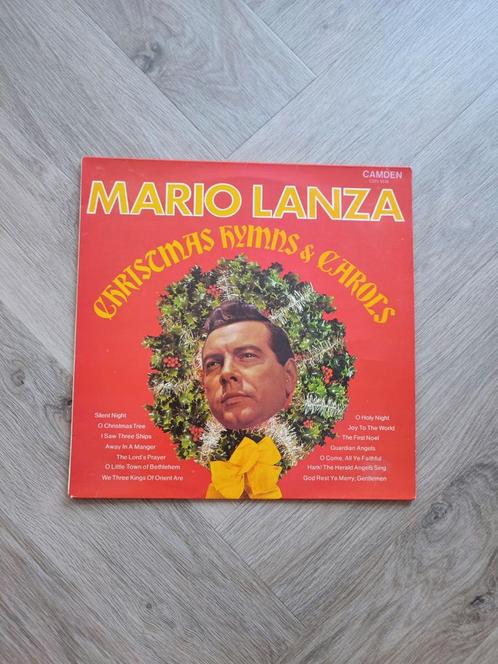 CAMDEN
MARIO LANZA
CHRISTMAS HYMNS & CAROLS
Silent Night
O Christmas Tree
I Saw Three Ships
Away In A Manger
The Lord's Prayer
O Little Town of Bethlehem
We Three Kings Of Orient Are
O Holy Night
Joy To The World
The First Noel
Guardian Angels
O Come, All Ye Faithful
Hark! The Herald Angels Sing
God Rest Ye Merry, Gentlemen